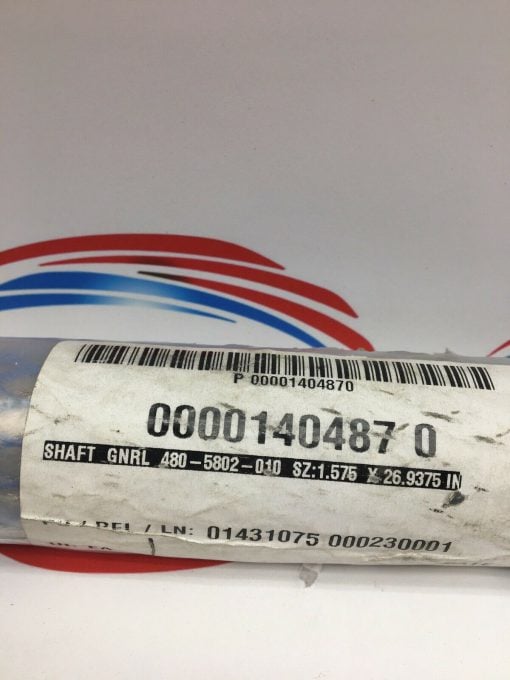 P 00001404870
0000140487 0
SHAFT GNRL 480-5802-010 SZ:1.575 X 26.9375 IN
/ REL / LN: 01431075 000230001